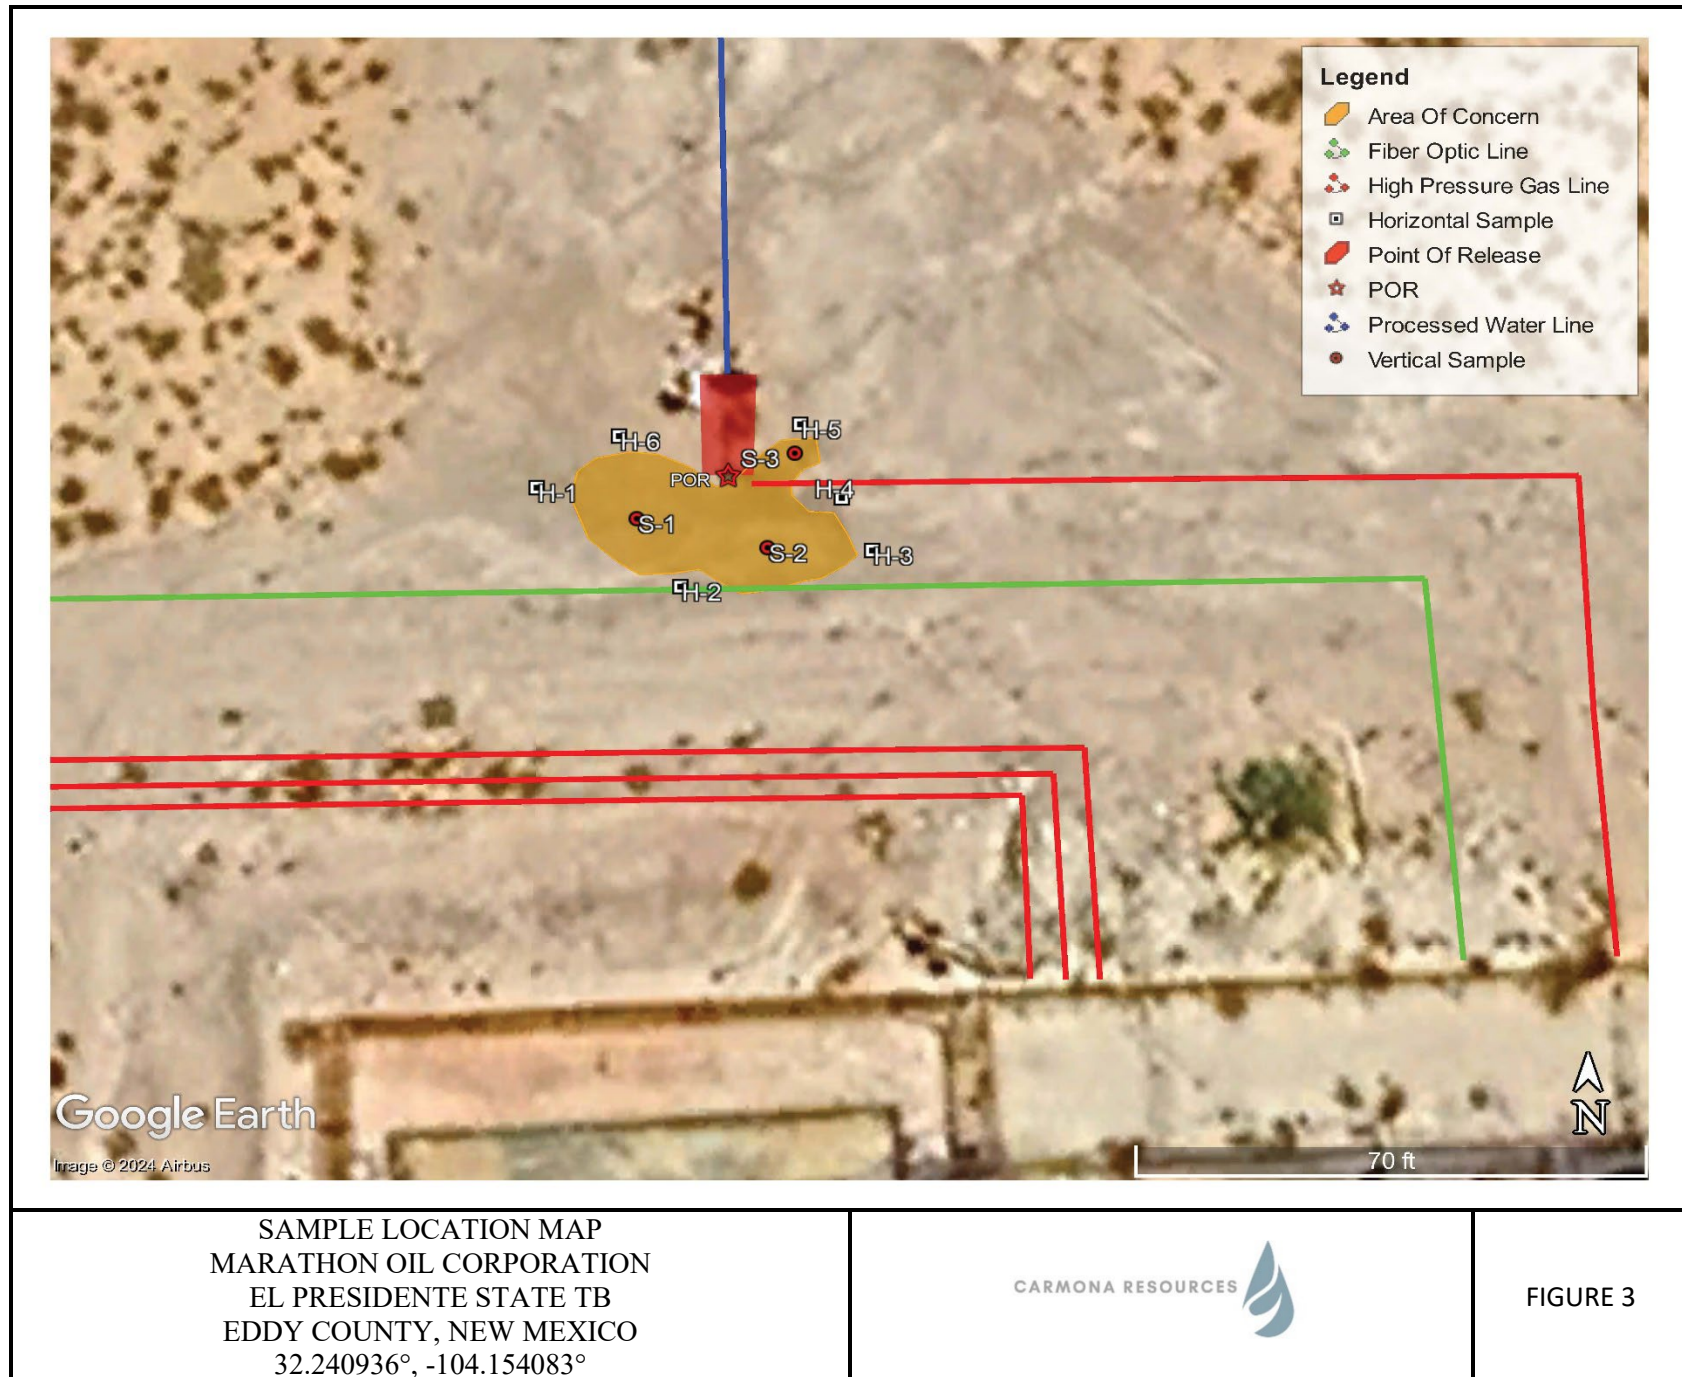 Legend
Area Of Concern
Fiber Optic Line
High Pressure Gas Line
Horizontal Sample
Point Of Release
POR
Processed Water Line
Vertical Sample
H-5
H-6
S-3
POR
H-4
H-1
S-1
S-2
H-3
H-2
Google Earth
Image © 2024 Airbus
N
70 ft
SAMPLE LOCATION MAP
MARATHON OIL CORPORATION
EL PRESIDENTE STATE TB
EDDY COUNTY, NEW MEXICO
32.240936°, -104.154083°
CARMONA RESOURCES
FIGURE 3